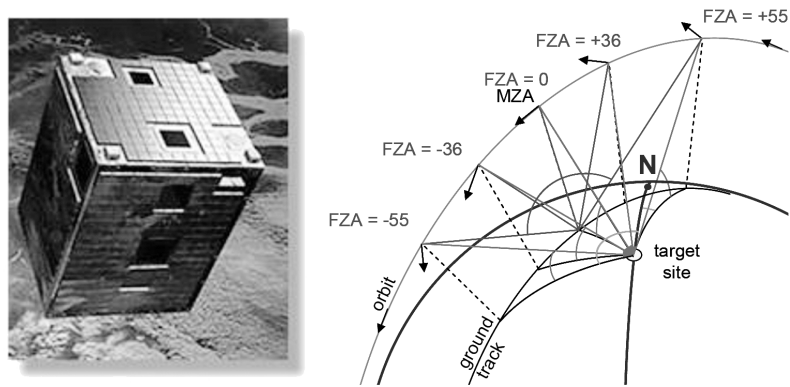 FZA = +55
FZA = +36
FZA = 0
MZA
FZA = -36
N
FZA = -55
target
site
orbit
ground
track